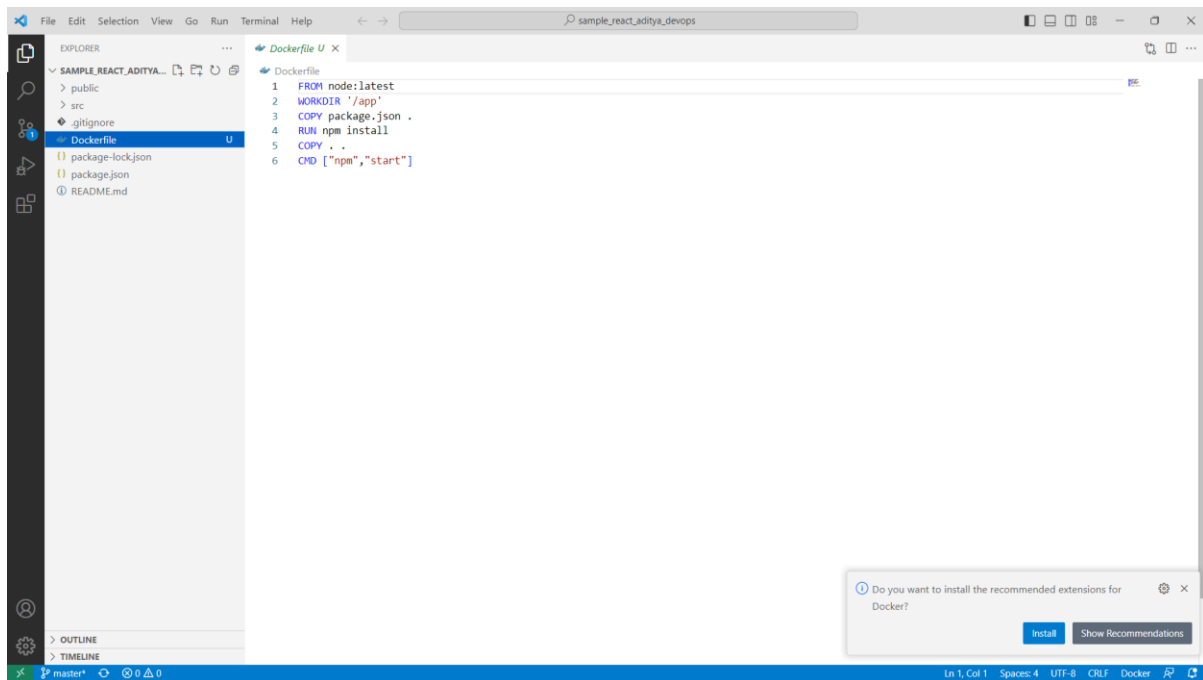 File Edit Selection View Go Run Terminal Help
sample_react_aditya_devops
EXPLORER
SAMPLE_REACT_ADITYA...
public
src
.gitignore
Dockerfile U
package-lock.json
package.json
README.md
OUTLINE
TIMELINE
Dockerfile U
Dockerfile
1 FROM node:latest
2 WORKDIR '/app'
3 COPY package.json .
4 RUN npm install
5 COPY . .
6 CMD ["npm","start"]
Do you want to install the recommended extensions for
Docker?
Install Show Recommendations
1
master* 0 0 Ln 1, Col 1 Spaces: 4 UTF-8 CRLF Docker